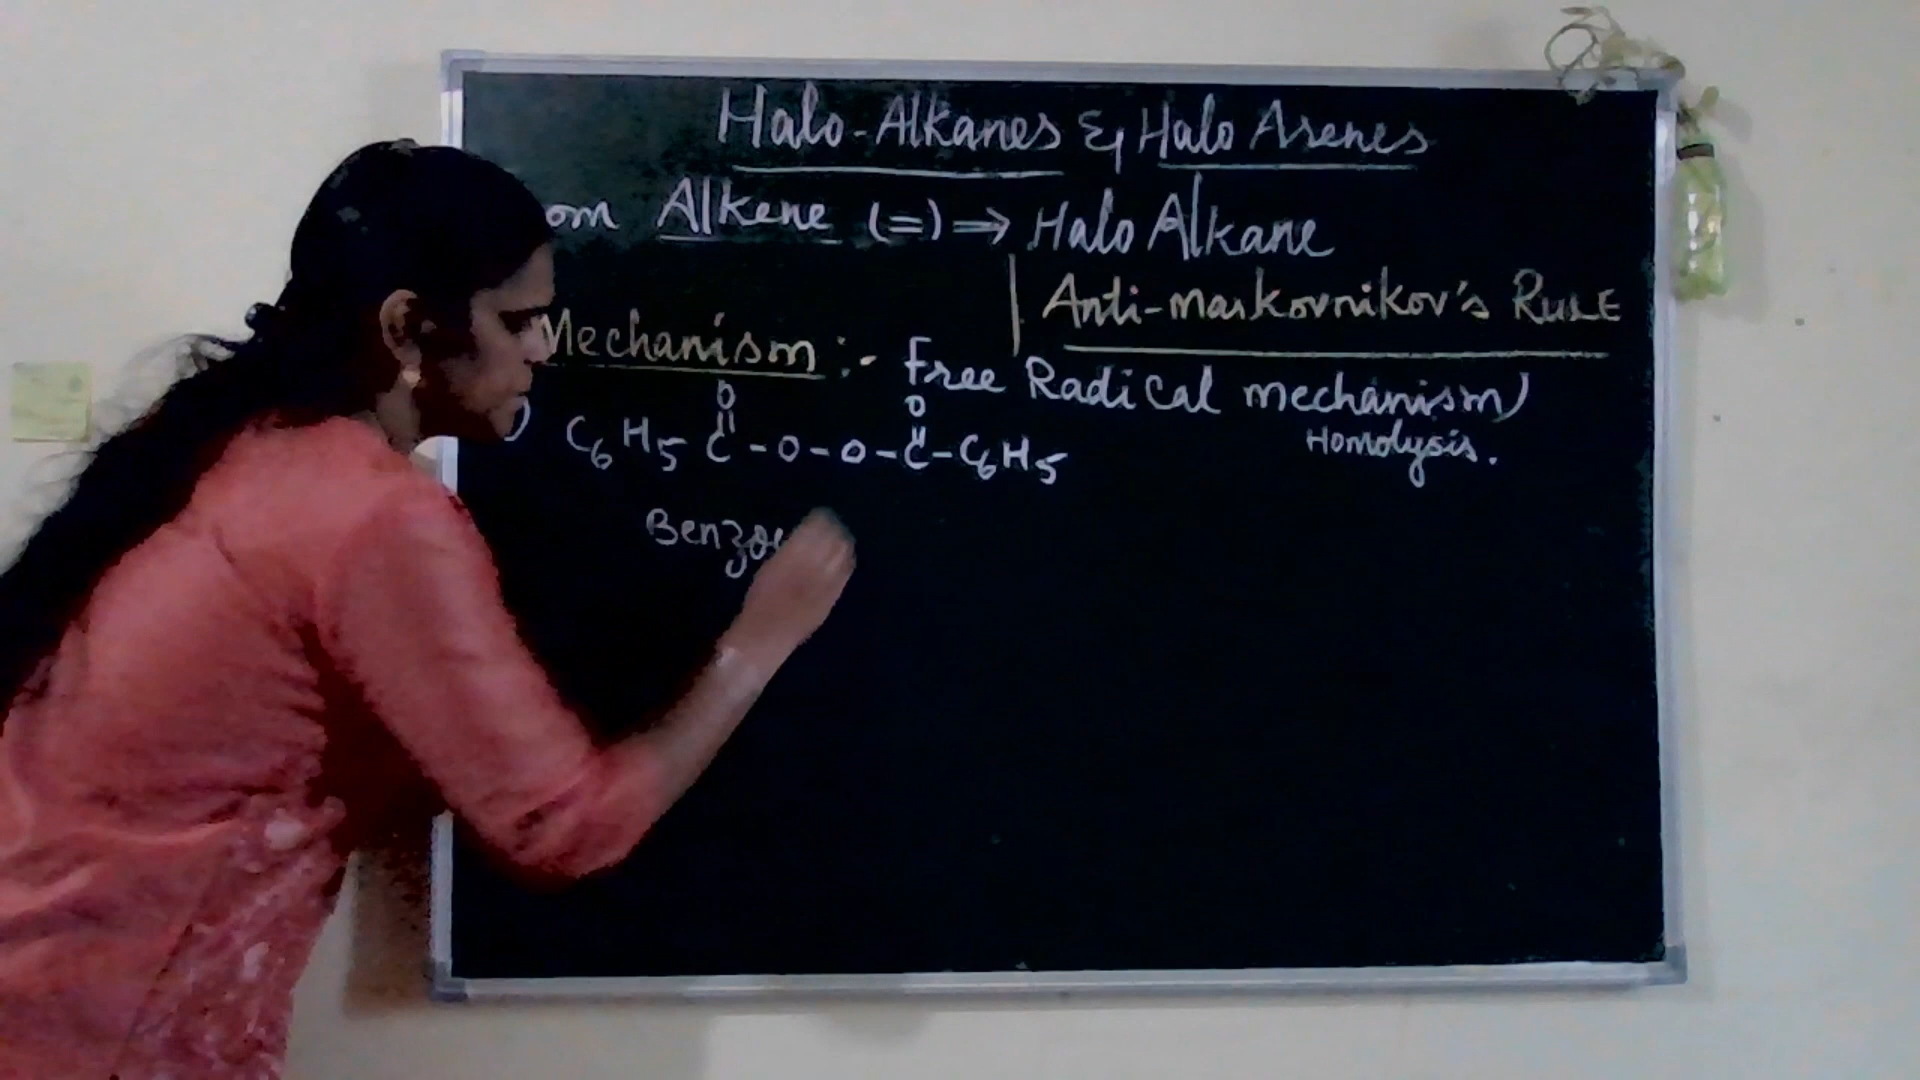 Halo-Alkanes & Halo Arenes
om Alkene (=) ⇒ Halo Alkane
Anti-Markovnikov's RULE
Mechanism :- Free Radical mechanism)
Homolysis.
) C6H5 C - O - O - C - C6H5
O O
Benzo